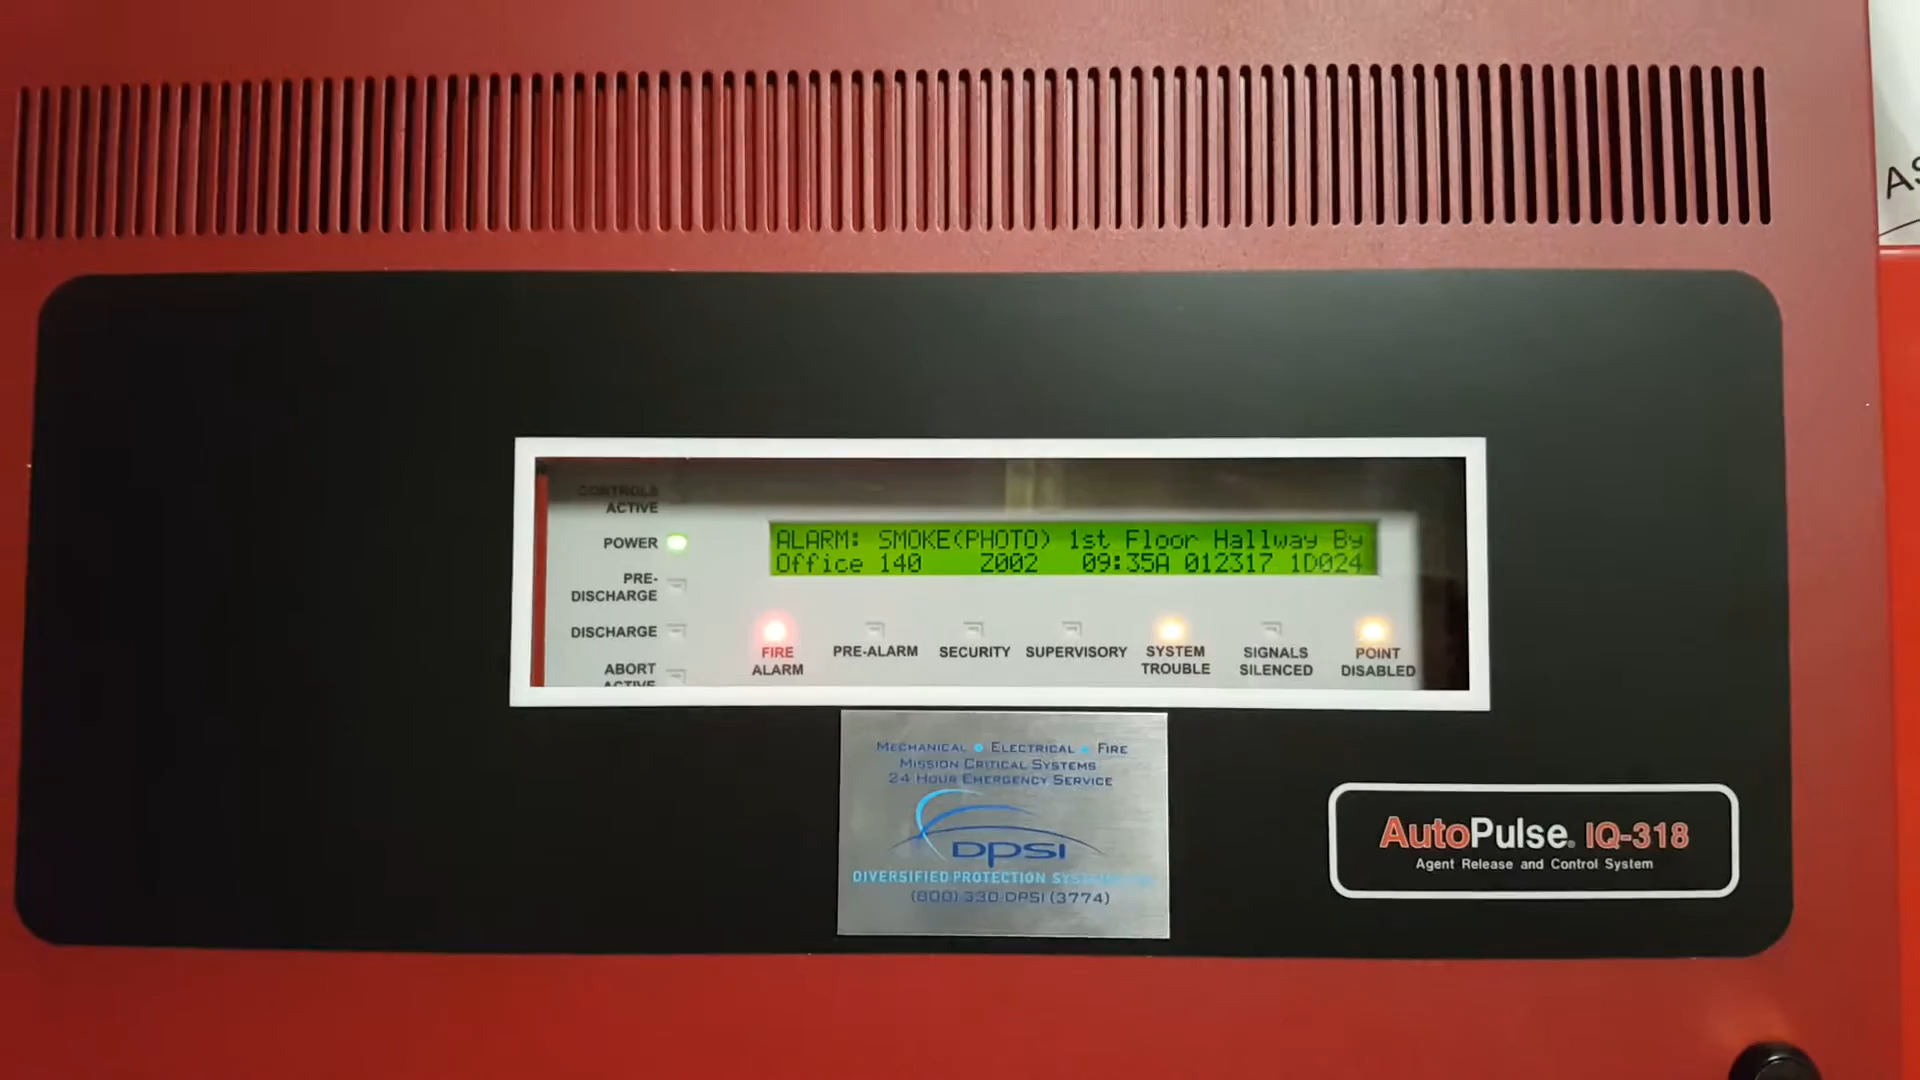 AS
CONTROLS
ACTIVE
POWER
PRE-
DISCHARGE
DISCHARGE
ABORT
ACTIVE
ALARM: SMOKE(PHOTO) 1st Floor Hallway By
Office 140 Z002 09:35A 012317 1D024
FIRE
ALARM
PRE-ALARM
SECURITY
SUPERVISORY
SYSTEM
TROUBLE
SIGNALS
SILENCED
POINT
DISABLED
MECHANICAL • ELECTRICAL • FIRE
MISSION CRITICAL SYSTEMS
24 HOUR EMERGENCY SERVICE
DPSI
DIVERSIFIED PROTECTION
(800) 330-DPSI (3774)
AutoPulse® IQ-318
Agent Release and Control System